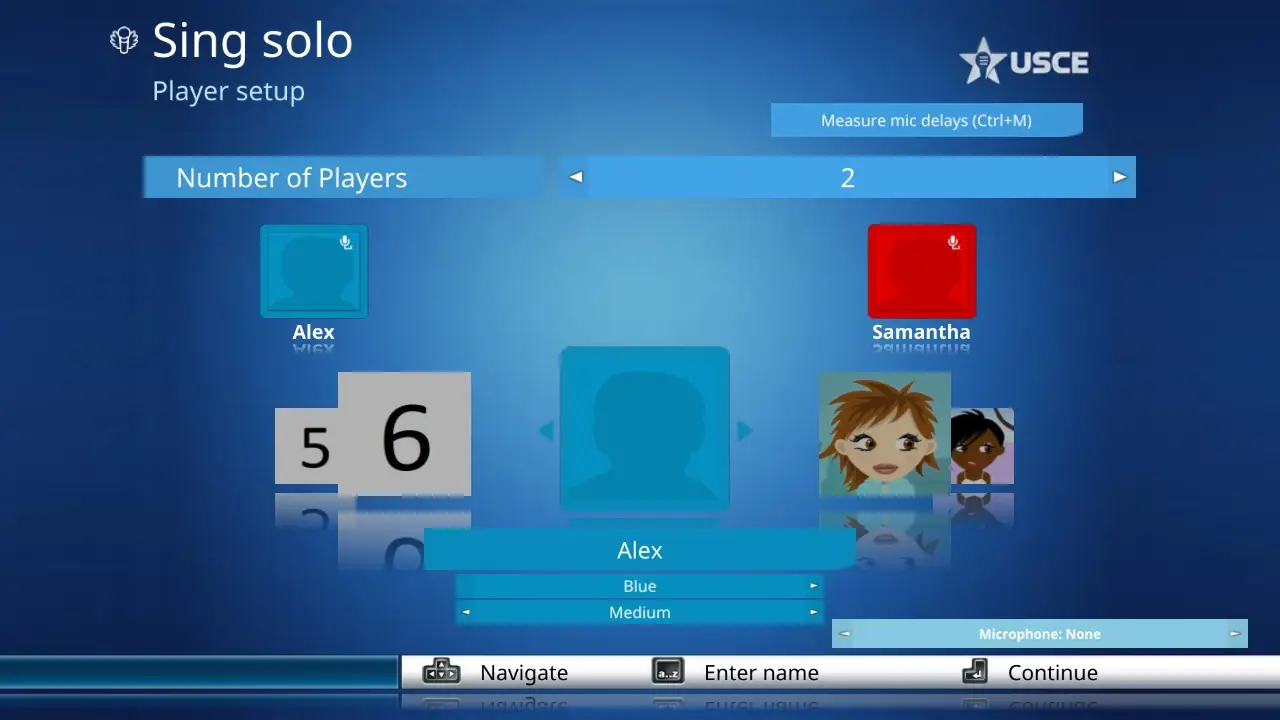 Sing solo
Player setup
USCE
Measure mic delays (Ctrl+M)
Number of Players
2
Alex
Samantha
5
6
Alex
Blue
Medium
Microphone: None
Navigate
a..z
Enter name
Continue